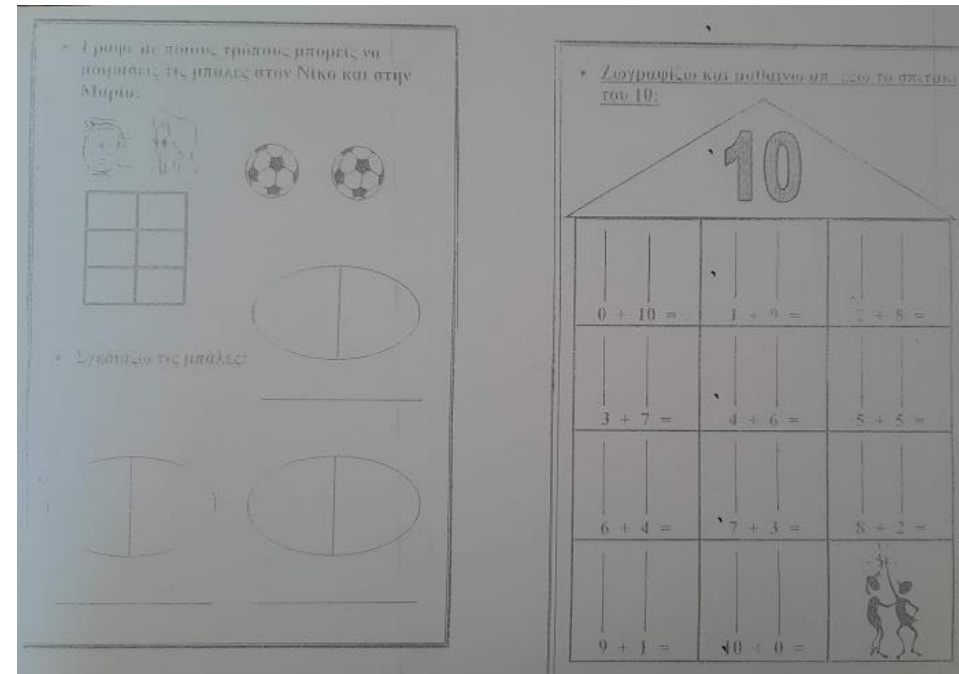 • Γράψε με ποιους τρόπους μπορείς να
μοιράσεις τις μπάλες στον Νίκο και στην
Μαρία:
• Σχεδιάζω τις μπάλες:
• Ζωγραφίζω και μαθαίνω απ' έξω το σπιτάκι
του 10:
10
0 + 10 = 1 + 9 = 2 + 8 =
3 + 7 = 4 + 6 = 5 + 5 =
6 + 4 = 7 + 3 = 8 + 2 =
9 + 1 = 10 + 0 =